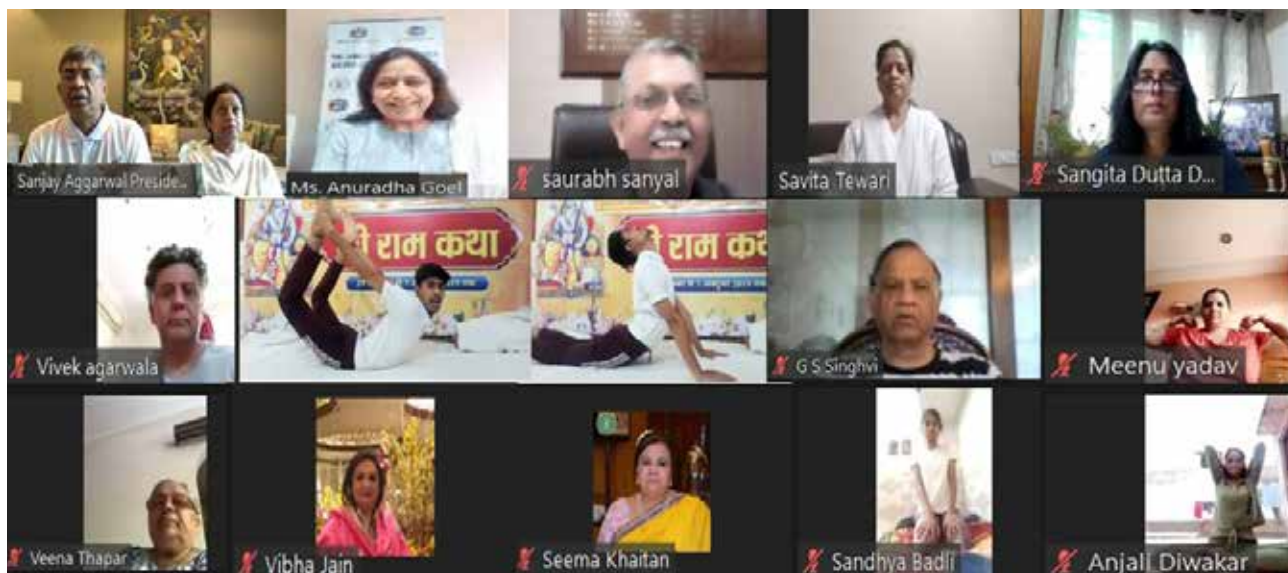 Sanjay Aggarwal Preside...
Ms. Anuradha Goel
saurabh sanyal
Savita Tewari
Sangita Dutta D...
Vivek agarwala
राम कथा
राम कथा
G S Singhvi
Meenu yadav
Veena Thapar
Vibha Jain
Seema Khaitan
Sandhya Badli
Anjali Diwakar